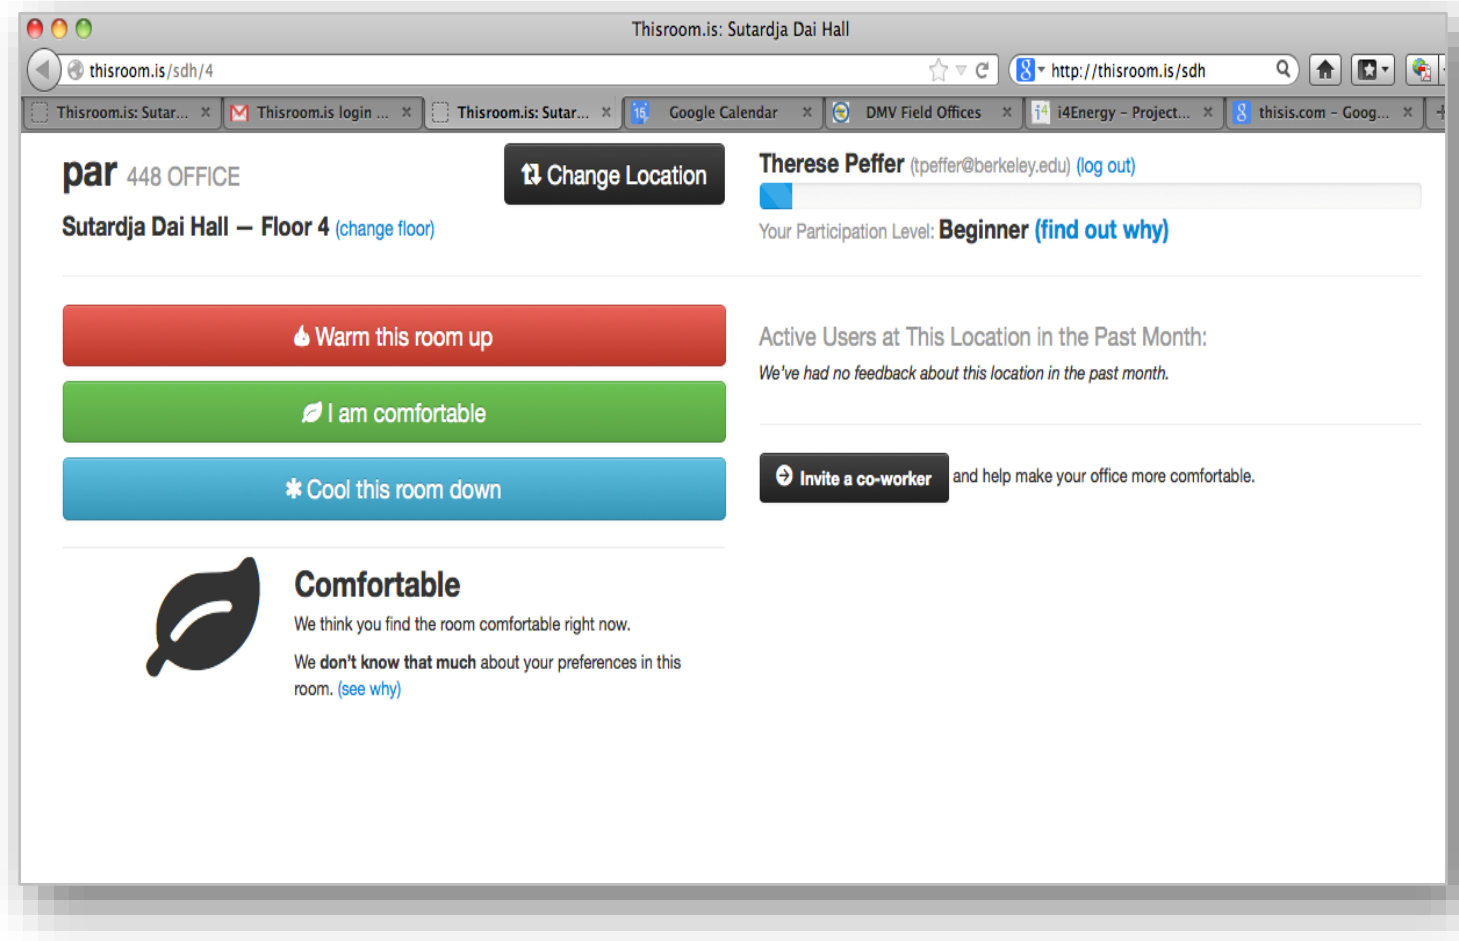 Thisroom.is: Sutardja Dai Hall
thisroom.is/sdh/4
http://thisroom.is/sdh
Thisroom.is: Sutar...
Thisroom.is login ...
Thisroom.is: Sutar...
15
Google Calendar
DMV Field Offices
i4Energy – Project...
thisis.com – Goog...
par 448 OFFICE
Change Location
Sutardja Dai Hall — Floor 4 (change floor)
Therese Peffer (tpeffer@berkeley.edu) (log out)
Your Participation Level: Beginner (find out why)
Warm this room up
I am comfortable
Cool this room down
Comfortable
We think you find the room comfortable right now.
We don't know that much about your preferences in this
room. (see why)
Active Users at This Location in the Past Month:
We've had no feedback about this location in the past month.
Invite a co-worker and help make your office more comfortable.